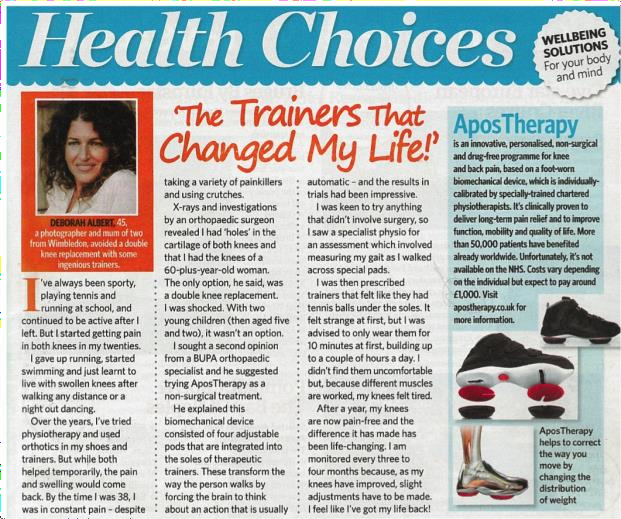 Health Choices
WELLBEING
SOLUTIONS
For your body
and mind
DEBORAH ALBERT, 45,
a photographer and mum of two
from Wimbledon, avoided a double
knee replacement with some
ingenious trainers.
'The Trainers That
Changed My Life!'
I've always been sporty,
playing tennis and
running at school, and
continued to be active after I
left. But I started getting pain
in both knees in my twenties.
I gave up running, started
swimming and just learnt to
live with swollen knees after
walking any distance or a
night out dancing.
Over the years, I've tried
physiotherapy and used
orthotics in my shoes and
trainers. But while both
helped temporarily, the pain
and swelling would come
back. By the time I was 38, I
was in constant pain – despite
taking a variety of painkillers
and using crutches.
X-rays and investigations
by an orthopaedic surgeon
revealed I had 'holes' in the
cartilage of both knees and
that I had the knees of a
60-plus-year-old woman.
The only option, he said, was
a double knee replacement.
I was shocked. With two
young children (then aged five
and two), it wasn't an option.
I sought a second opinion
from a BUPA orthopaedic
specialist and he suggested
trying AposTherapy as a
non-surgical treatment.
He explained this
biomechanical device
consisted of four adjustable
pods that are integrated into
the soles of therapeutic
trainers. These transform the
way the person walks by
forcing the brain to think
about an action that is usually
automatic – and the results in
trials had been impressive.
I was keen to try anything
that didn't involve surgery, so
I saw a specialist physio for
an assessment which involved
measuring my gait as I walked
across special pads.
I was then prescribed
trainers that felt like they had
tennis balls under the soles. It
felt strange at first, but I was
advised to only wear them for
10 minutes at first, building up
to a couple of hours a day. I
didn't find them uncomfortable
but, because different muscles
are worked, my knees felt tired.
After a year, my knees
are now pain-free and the
difference it has made has
been life-changing. I am
monitored every three to
four months because, as my
knees have improved, slight
adjustments have to be made.
I feel like I've got my life back!
AposTherapy
is an innovative, personalised, non-surgical
and drug-free programme for knee
and back pain, based on a foot-worn
biomechanical device, which is individually-
calibrated by specially-trained chartered
physiotherapists. It's clinically proven to
deliver long-term pain relief and to improve
function, mobility and quality of life. More
than 50,000 patients have benefited
already worldwide. Unfortunately, it's not
available on the NHS. Costs vary depending
on the individual but expect to pay around
£1,000. Visit
apostherapy.co.uk for
more information.
AposTherapy
helps to correct
the way you
move by
changing the
distribution
of weight